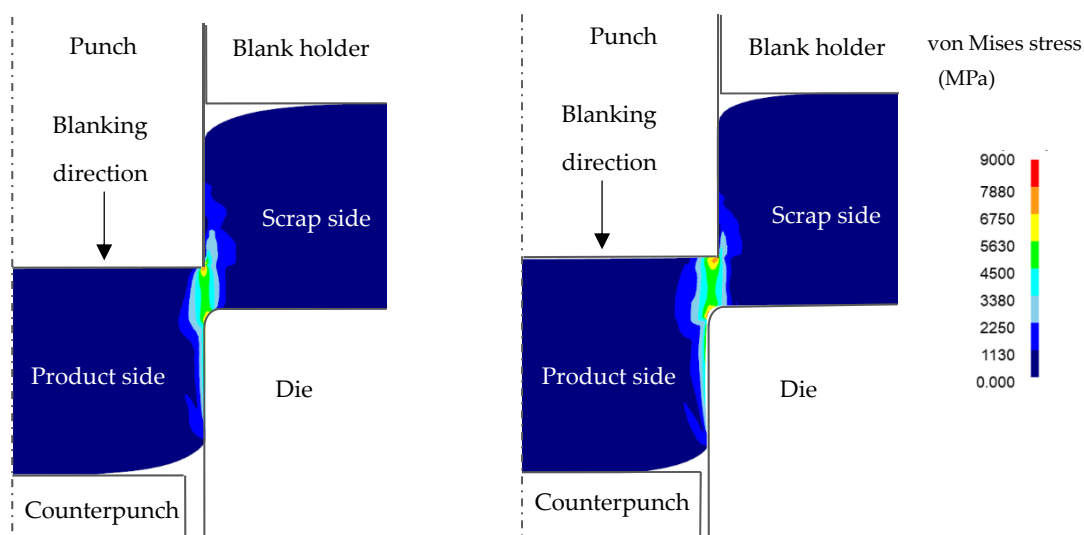 Punch
Blank holder
Blanking
direction
Scrap side
Product side
Die
Counterpunch
Punch
Blank holder
Blanking
direction
Scrap side
Product side
Die
Counterpunch
von Mises stress
(MPa)
9000
7880
6750
5630
4500
3380
2250
1130
0.000